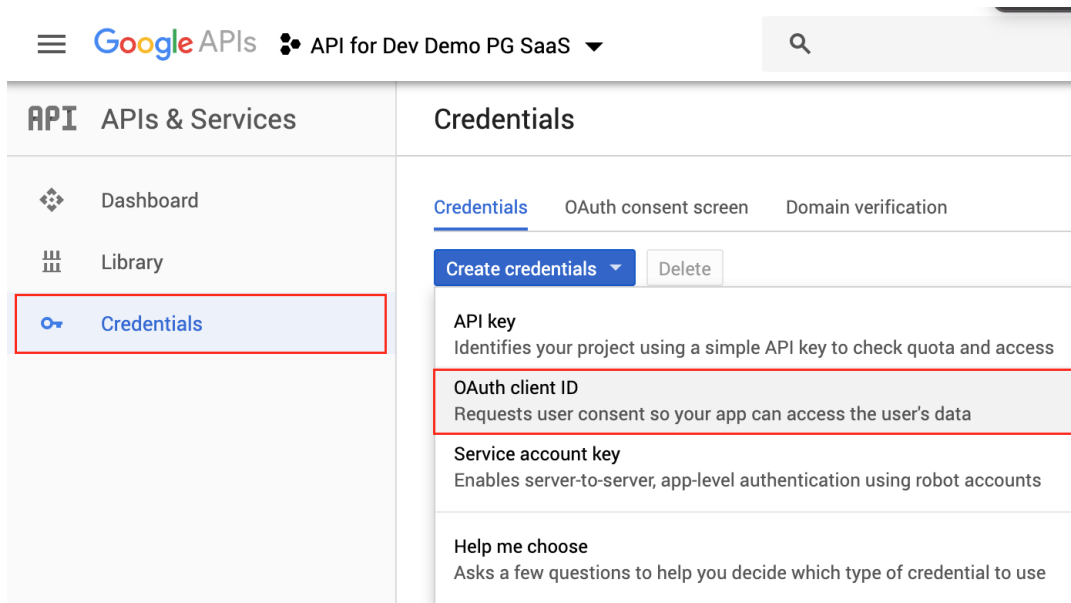 Google APIs API for Dev Demo PG SaaS
API APIs & Services
Dashboard
Library
Credentials
Credentials
Credentials OAuth consent screen Domain verification
Create credentials Delete
API key
Identifies your project using a simple API key to check quota and access
OAuth client ID
Requests user consent so your app can access the user's data
Service account key
Enables server-to-server, app-level authentication using robot accounts
Help me choose
Asks a few questions to help you decide which type of credential to use